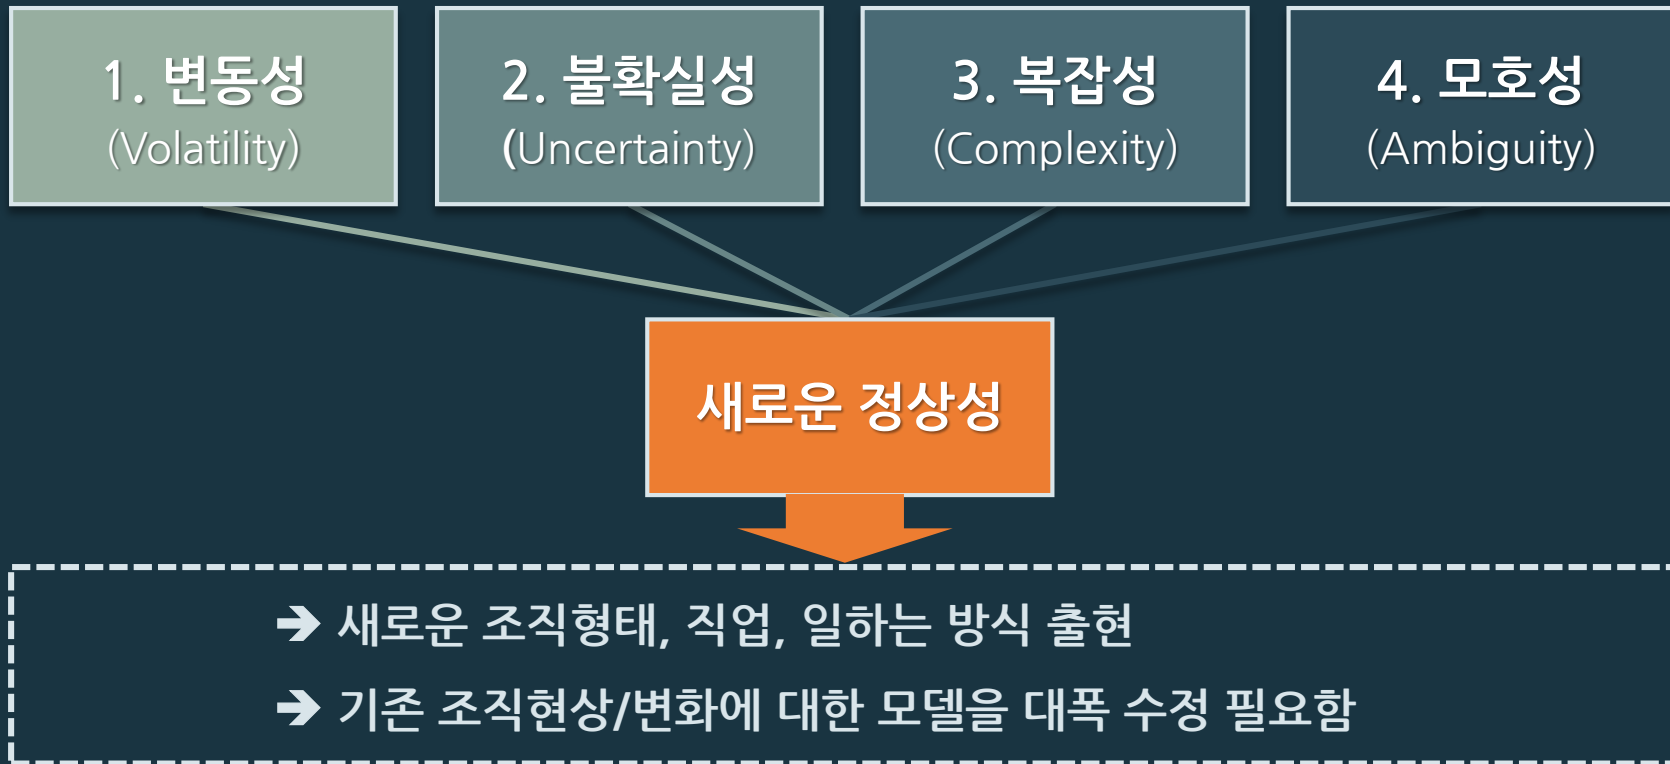 1. 변동성
(Volatility)
2. 불확실성
(Uncertainty)
3. 복잡성
(Complexity)
4. 모호성
(Ambiguity)
새로운 정상성
➔ 새로운 조직형태, 직업, 일하는 방식 출현
➔ 기존 조직현상/변화에 대한 모델을 대폭 수정 필요함